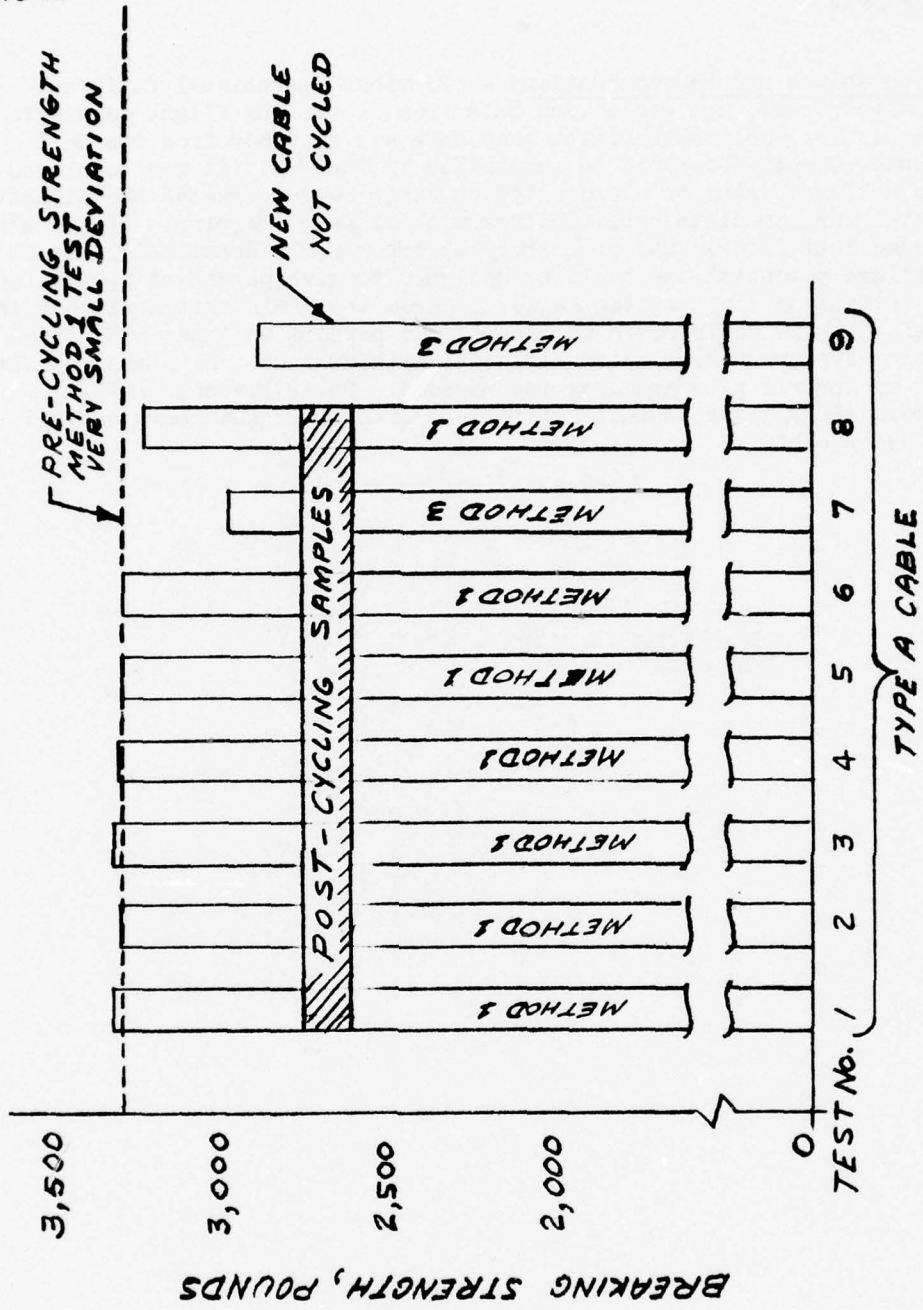 PRE-CYCLING STRENGTH
METHOD 1 TEST
VERY SMALL DEVIATION
NEW CABLE
NOT CYCLED
3,500
3,000
2,500
2,000
0
BREAKING STRENGTH, POUNDS
POST-CYCLING SAMPLES
METHOD 1
METHOD 1
METHOD 1
METHOD 1
METHOD 1
METHOD 1
METHOD 3
METHOD 1
METHOD 3
TEST No. 1 2 3 4 5 6 7 8 9
TYPE A CABLE